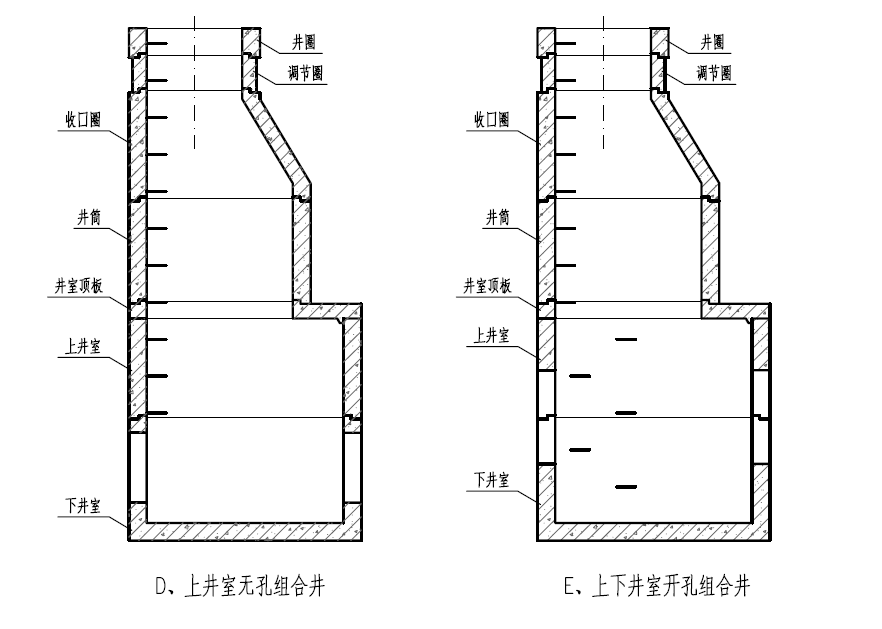 井圈
调节圈
收口圈
井筒
井室顶板
上井室
下井室
D、上井室无孔组合井
井圈
调节圈
收口圈
井筒
井室顶板
上井室
下井室
E、上下井室开孔组合井